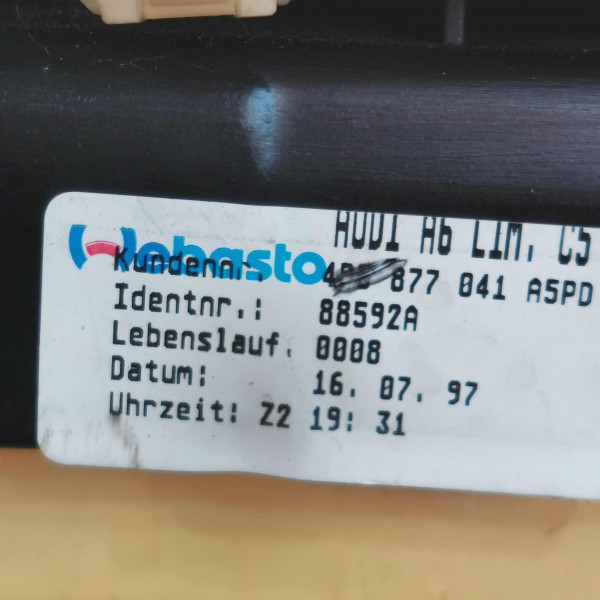 AUDI A6 LIM. C5
Webasto
Kundennr. 877 041 A5PD
Identnr.: 88592A
Lebenslauf. 0008
Datum: 16. 07. 97
Uhrzeit: Z2 19: 31